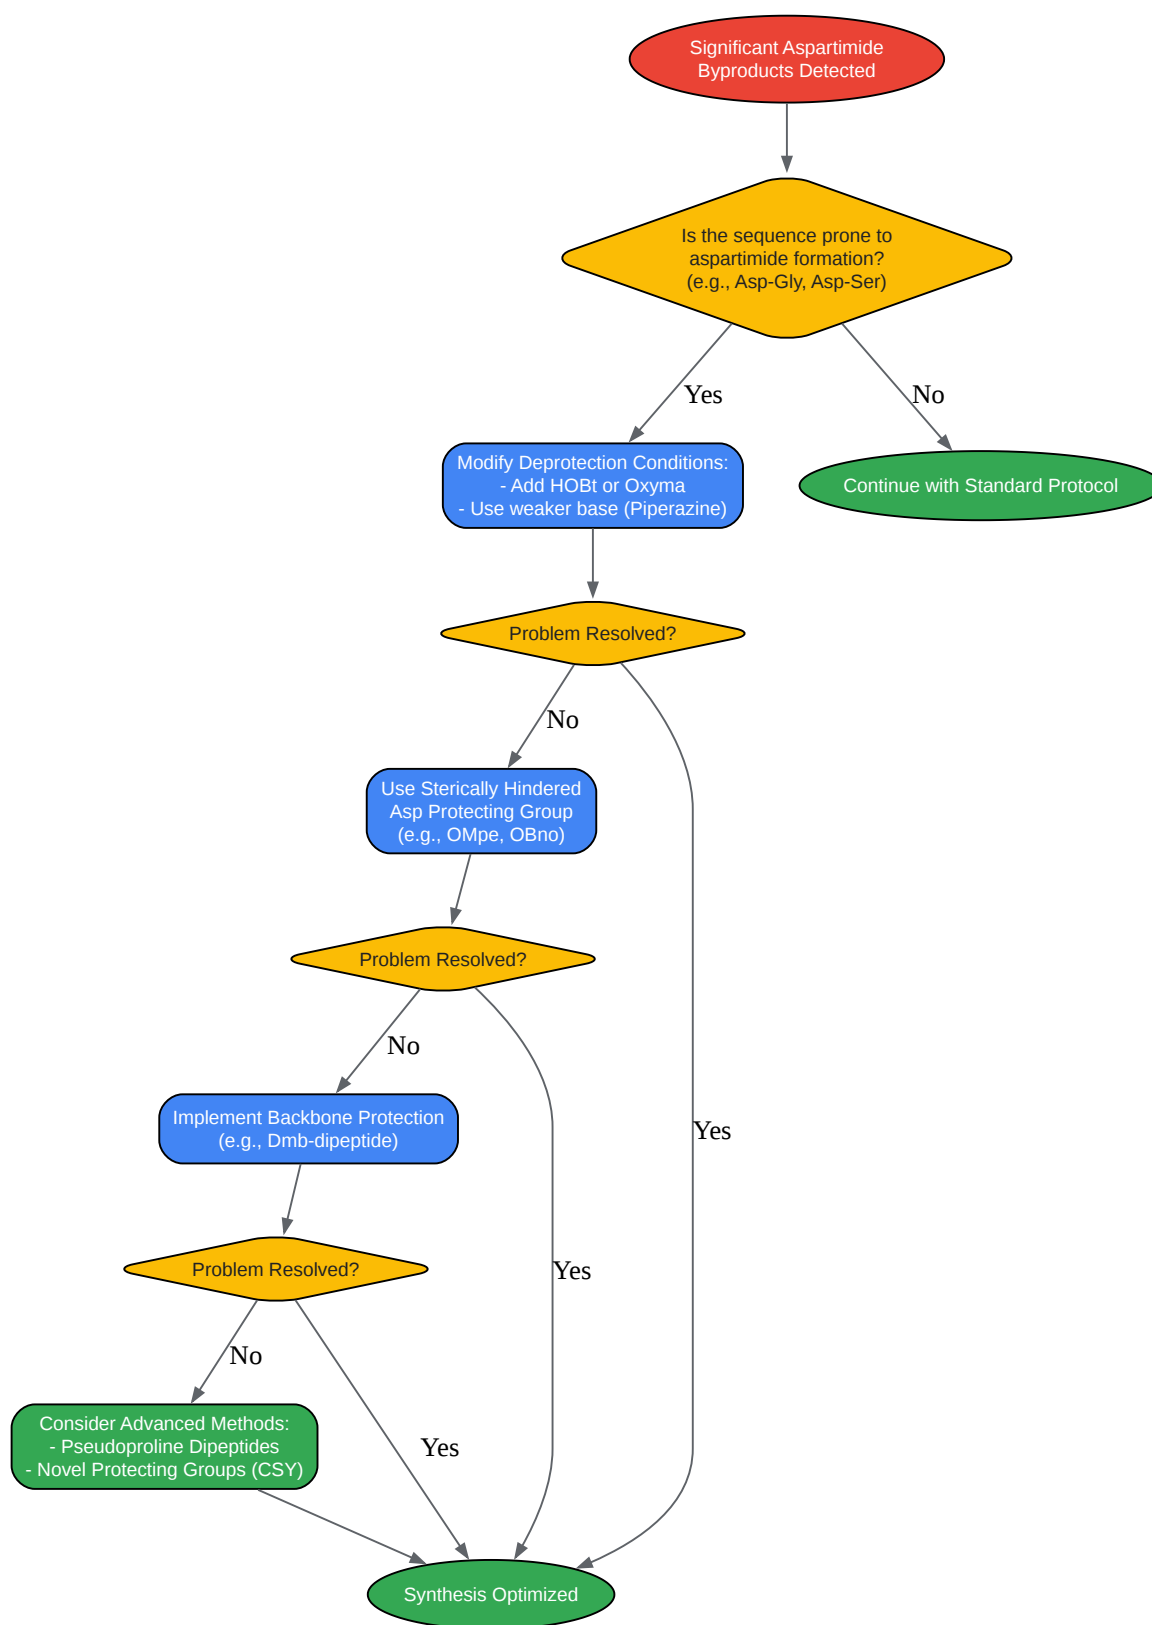 Significant Aspartimide
Byproducts Detected
Is the sequence prone to
aspartimide formation?
(e.g., Asp-Gly, Asp-Ser)
Yes
No
Modify Deprotection Conditions:
- Add HOBt or Oxyma
- Use weaker base (Piperazine)
Continue with Standard Protocol
Problem Resolved?
No
Use Sterically Hindered
Asp Protecting Group
(e.g., OMpe, OBno)
Problem Resolved?
No
Implement Backbone Protection
(e.g., Dmb-dipeptide)
Yes
Problem Resolved?
Yes
No
Consider Advanced Methods:
- Pseudoproline Dipeptides
- Novel Protecting Groups (CSY)
Yes
Synthesis Optimized